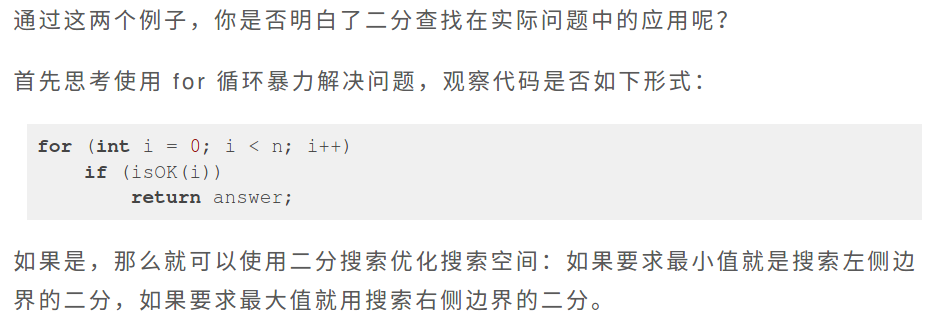 通过这两个例子，你是否明白了二分查找在实际问题中的应用呢？
首先思考使用 for 循环暴力解决问题，观察代码是否如下形式：
for (int i = 0; i < n; i++)
    if (isOK(i))
        return answer;
如果是，那么就可以使用二分搜索优化搜索空间：如果要求最小值就是搜索左侧边
界的二分，如果要求最大值就用搜索右侧边界的二分。